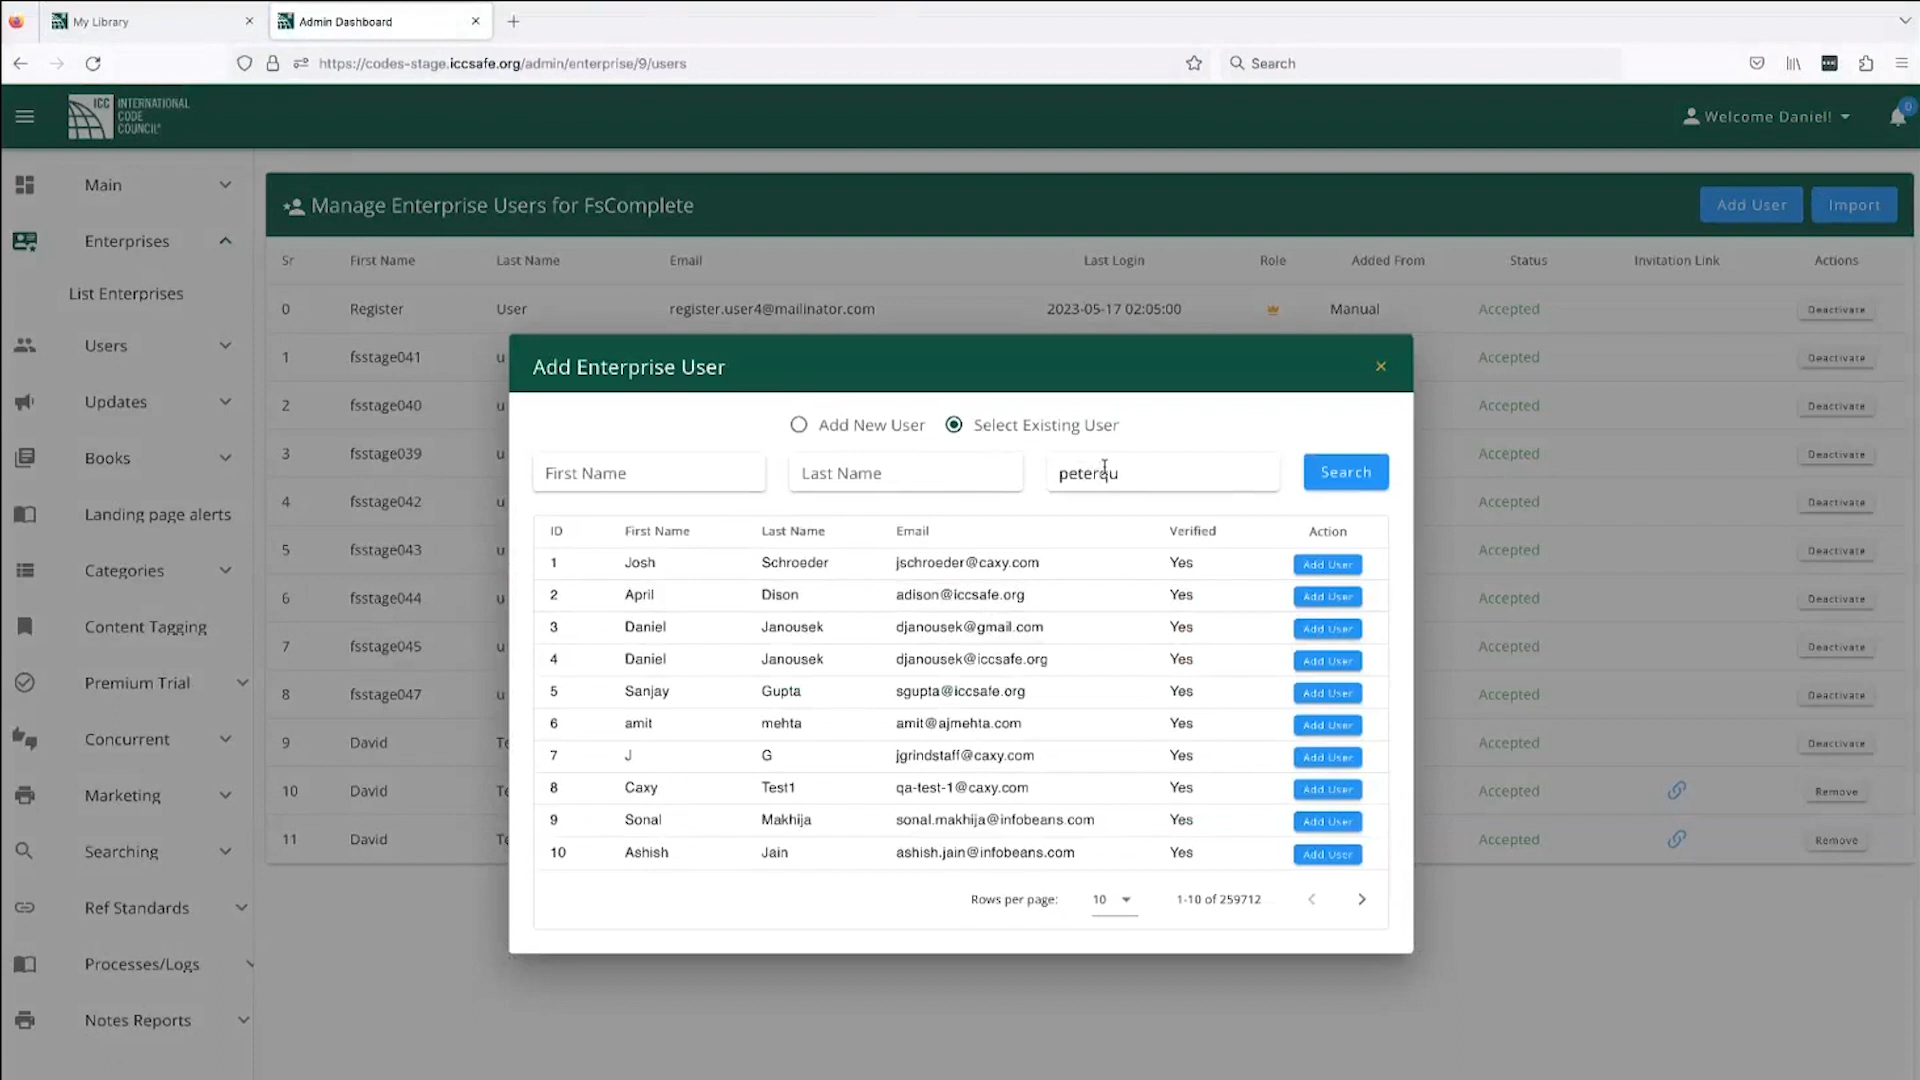 My Library
Admin Dashboard
https://codes-stage.iccsafe.org/admin/enterprise/9/users
Search
ICC INTERNATIONAL CODE COUNCIL
Welcome Daniel!
0
Main
Enterprises
List Enterprises
Users
Updates
Books
Landing page alerts
Categories
Content Tagging
Premium Trial
Concurrent
Marketing
Searching
Ref Standards
Processes/Logs
Notes Reports
Manage Enterprise Users for FsComplete
Add User Import
Sr First Name Last Name Email Last Login Role Added From Status Invitation Link Actions
0 Register User register.user4@mailinator.com 2023-05-17 02:05:00 Manual Accepted Deactivate
1 fsstage041 u Accepted Deactivate
2 fsstage040 u Accepted Deactivate
3 fsstage039 u Accepted Deactivate
4 fsstage042 u Accepted Deactivate
5 fsstage043 u Accepted Deactivate
6 fsstage044 u Accepted Deactivate
7 fsstage045 u Accepted Deactivate
8 fsstage047 u Accepted Deactivate
9 David Te Accepted Deactivate
10 David Te Accepted Remove
11 David Te Accepted Remove
Add Enterprise User
Add New User Select Existing User
First Name Last Name peterqu Search
ID First Name Last Name Email Verified Action
1 Josh Schroeder jschroeder@caxy.com Yes Add User
2 April Dison adison@iccsafe.org Yes Add User
3 Daniel Janousek djanousek@gmail.com Yes Add User
4 Daniel Janousek djanousek@iccsafe.org Yes Add User
5 Sanjay Gupta sgupta@iccsafe.org Yes Add User
6 amit mehta amit@ajmehta.com Yes Add User
7 J G jgrindstaff@caxy.com Yes Add User
8 Caxy Test1 qa-test-1@caxy.com Yes Add User
9 Sonal Makhija sonal.makhija@infobeans.com Yes Add User
10 Ashish Jain ashish.jain@infobeans.com Yes Add User
Rows per page: 10 1-10 of 259712